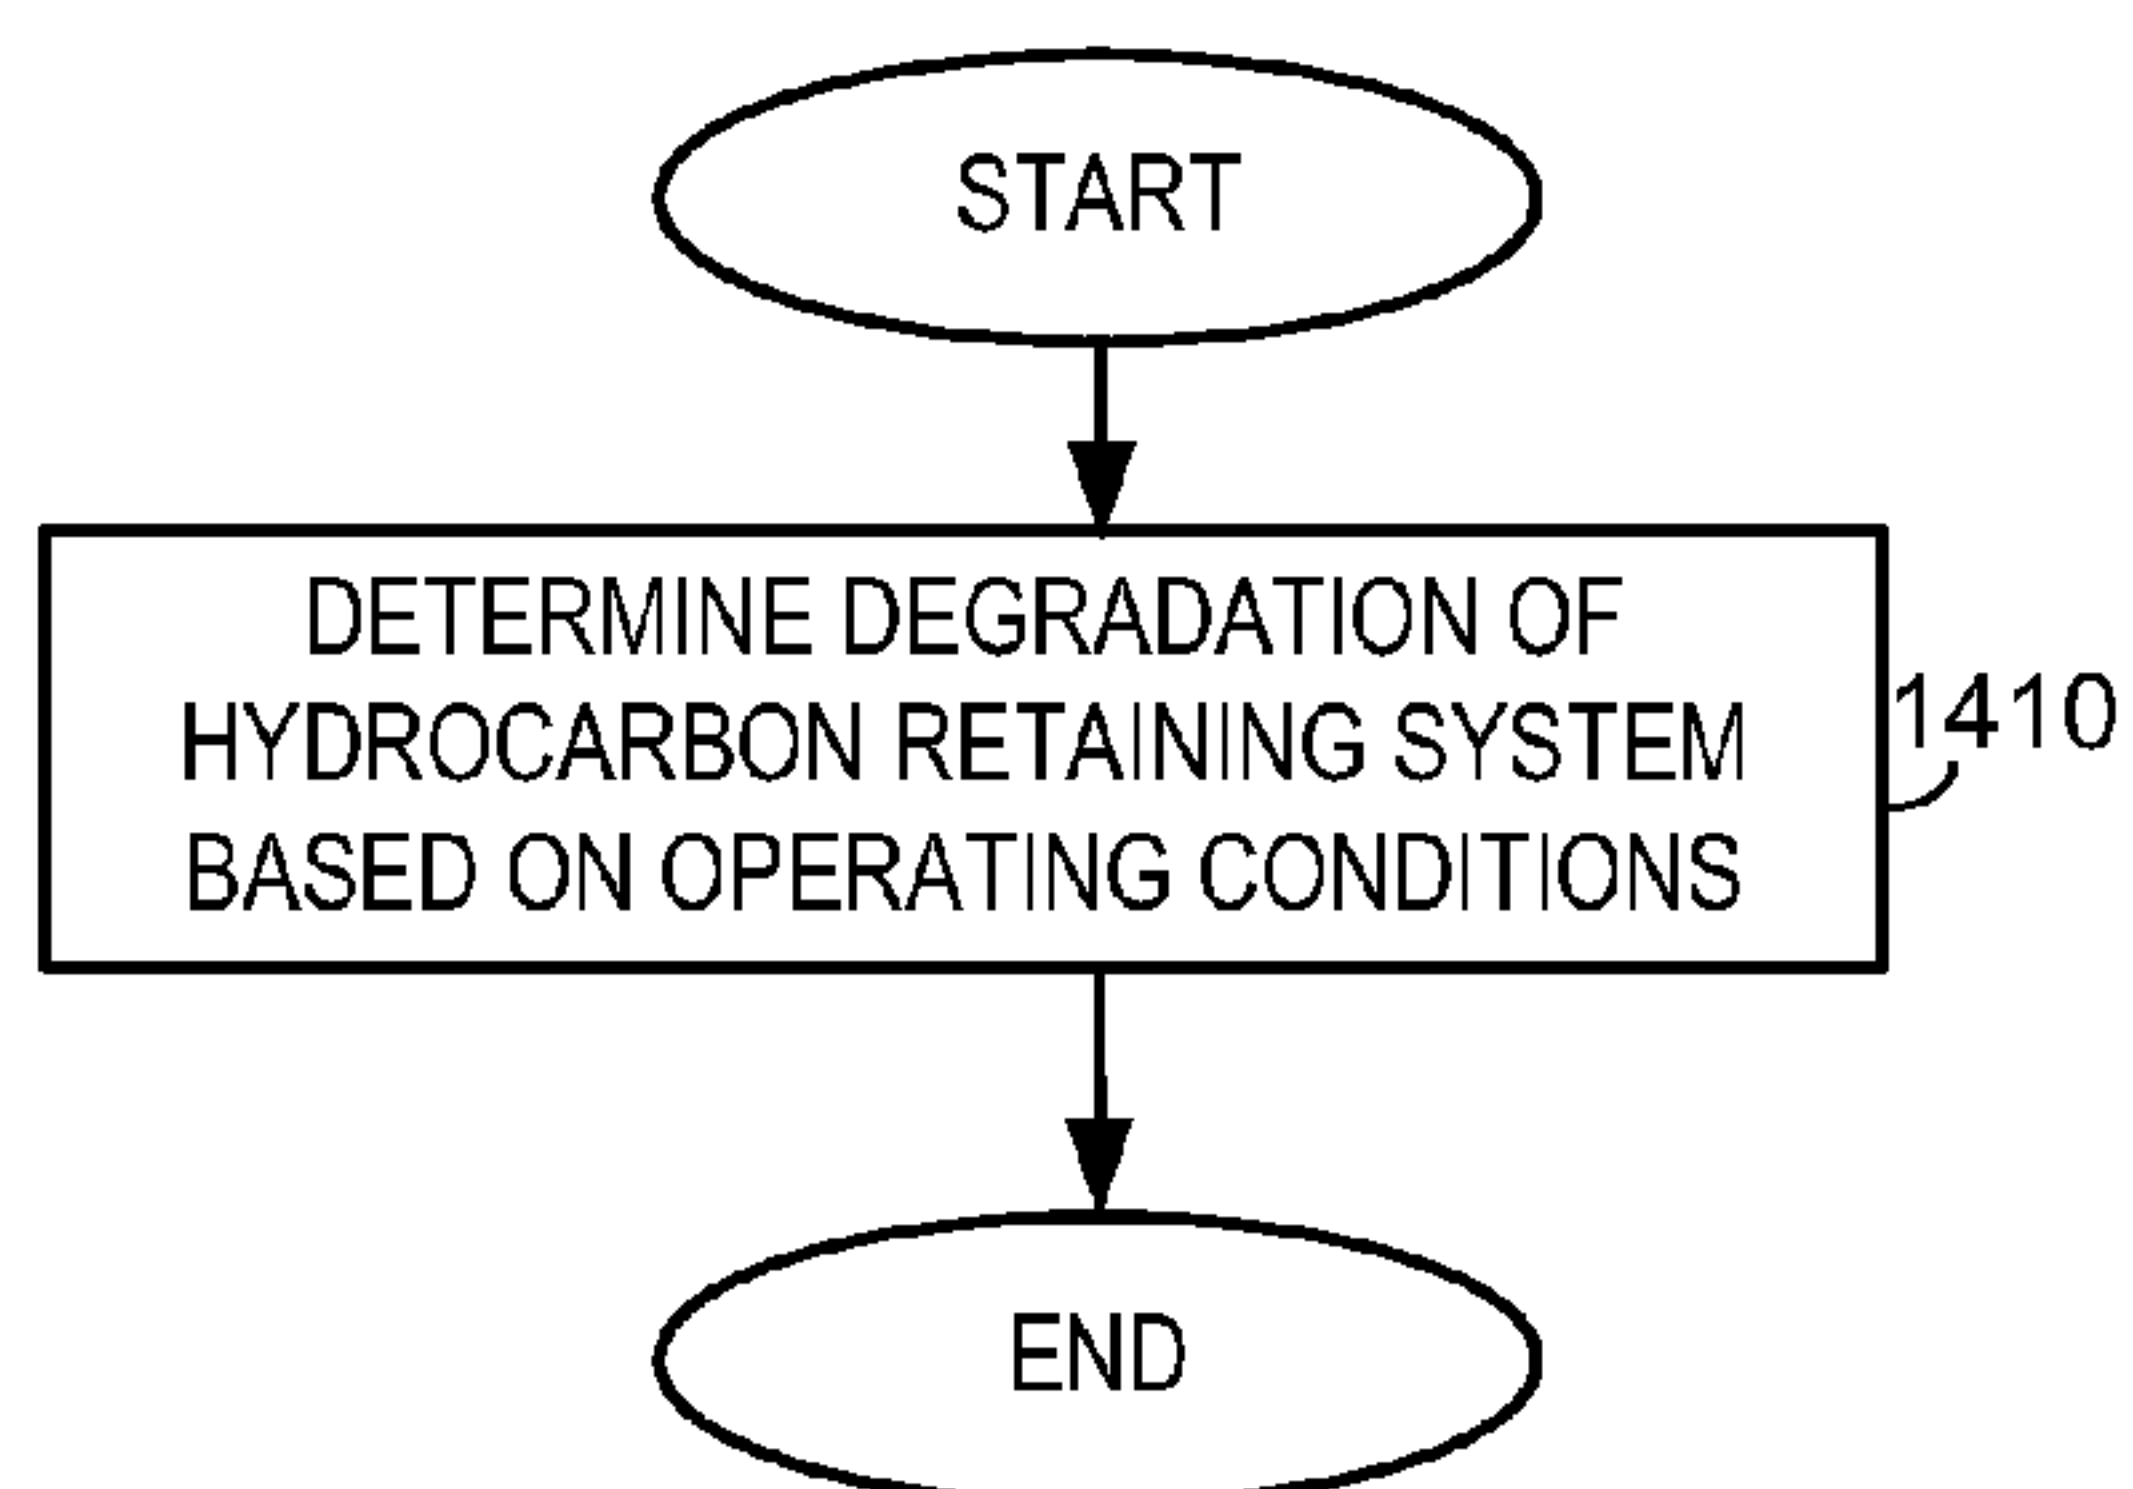 START
DETERMINE DEGRADATION OF
HYDROCARBON RETAINING SYSTEM
BASED ON OPERATING CONDITIONS
1410
END